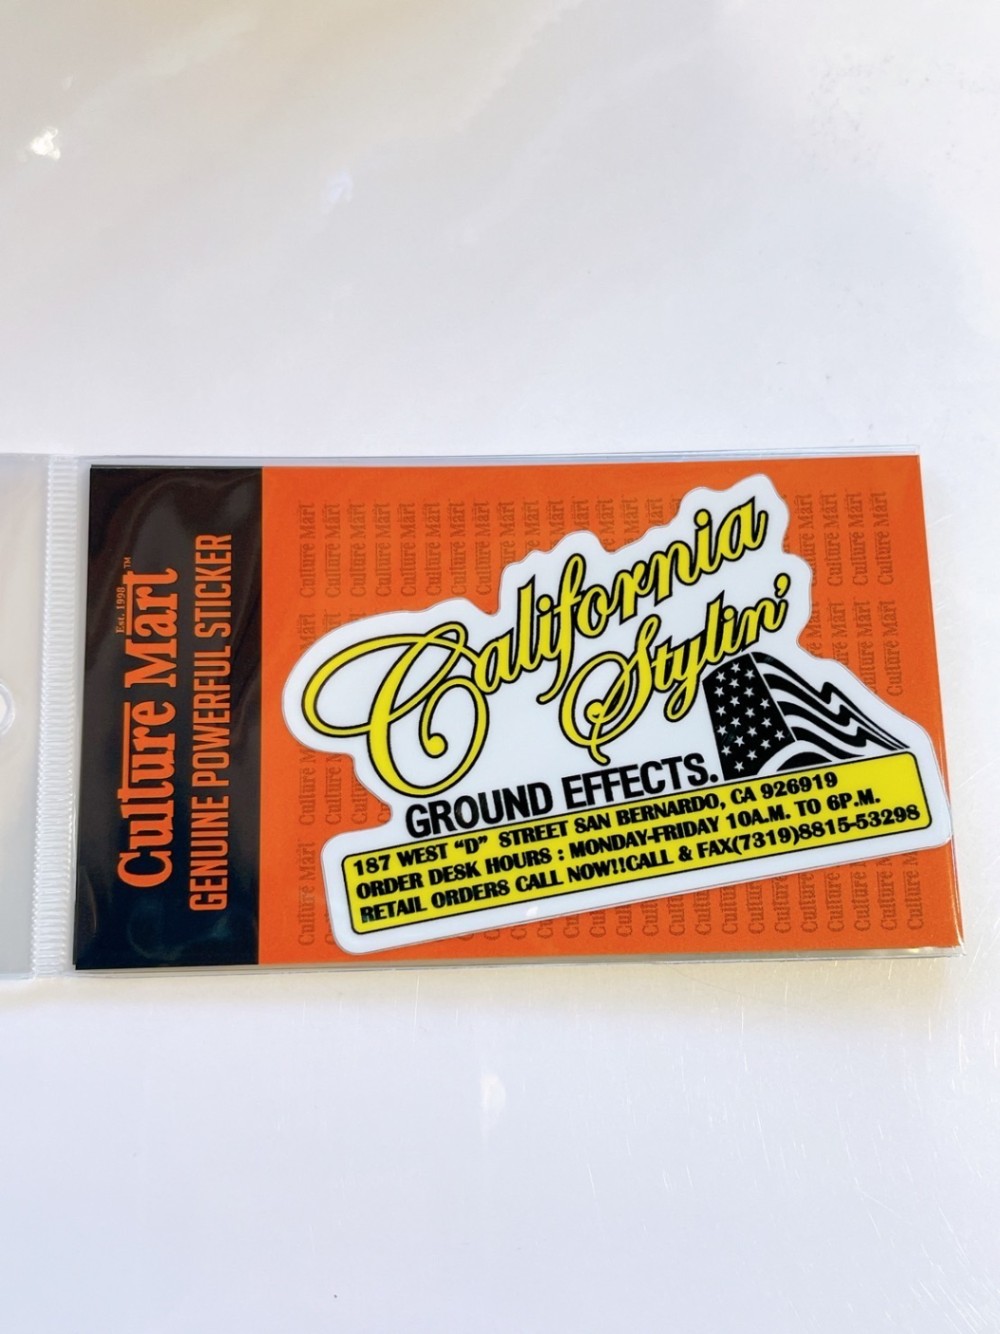 Est. 1998
Culture Mart™
GENUINE POWERFUL STICKER
California
Stylin'
GROUND EFFECTS.
187 WEST “D” STREET SAN BERNARDO, CA 926919
ORDER DESK HOURS : MONDAY-FRIDAY 10A.M. TO 6P.M.
RETAIL ORDERS CALL NOW!!CALL & FAX(7319)8815-53298